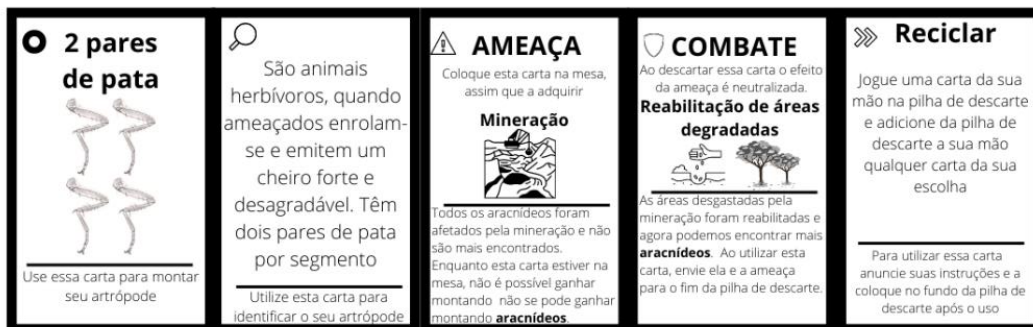 2 pares
de pata
Use essa carta para montar
seu artrópode
São animais
herbívoros, quando
ameaçados enrolam-
se e emitem um
cheiro forte e
desagradável. Têm
dois pares de pata
por segmento
Utilize esta carta para
identificar o seu artrópode
AMEAÇA
Coloque esta carta na mesa,
assim que a adquirir
Mineração
Todos os aracnídeos foram
afetados pela mineração e não
são mais encontrados.
Enquanto esta carta estiver na
mesa, não é possível ganhar
montando não se pode ganhar
montando aracnídeos.
COMBATE
Ao descartar essa carta o efeito
da ameaça é neutralizada.
Reabilitação de áreas
degradadas
As áreas desgastadas pela
mineração foram reabilitadas e
agora podemos encontrar mais
aracnídeos. Ao utilizar esta
carta, envie ela e a ameaça
para o fim da pilha de descarte.
Reciclar
Jogue uma carta da sua
mão na pilha de descarte
e adicione da pilha de
descarte a sua mão
qualquer carta da sua
escolha
Para utilizar essa carta
anuncie suas instruções e a
coloque no fundo da pilha de
descarte após o uso